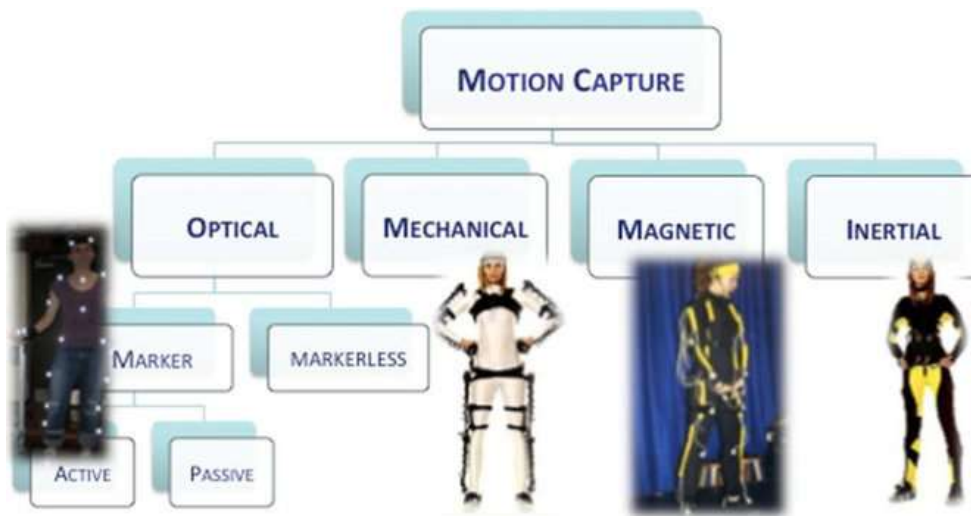 MOTION CAPTURE
OPTICAL
MECHANICAL
MAGNETIC
INERTIAL
MARKER
MARKERLESS
ACTIVE
PASSIVE